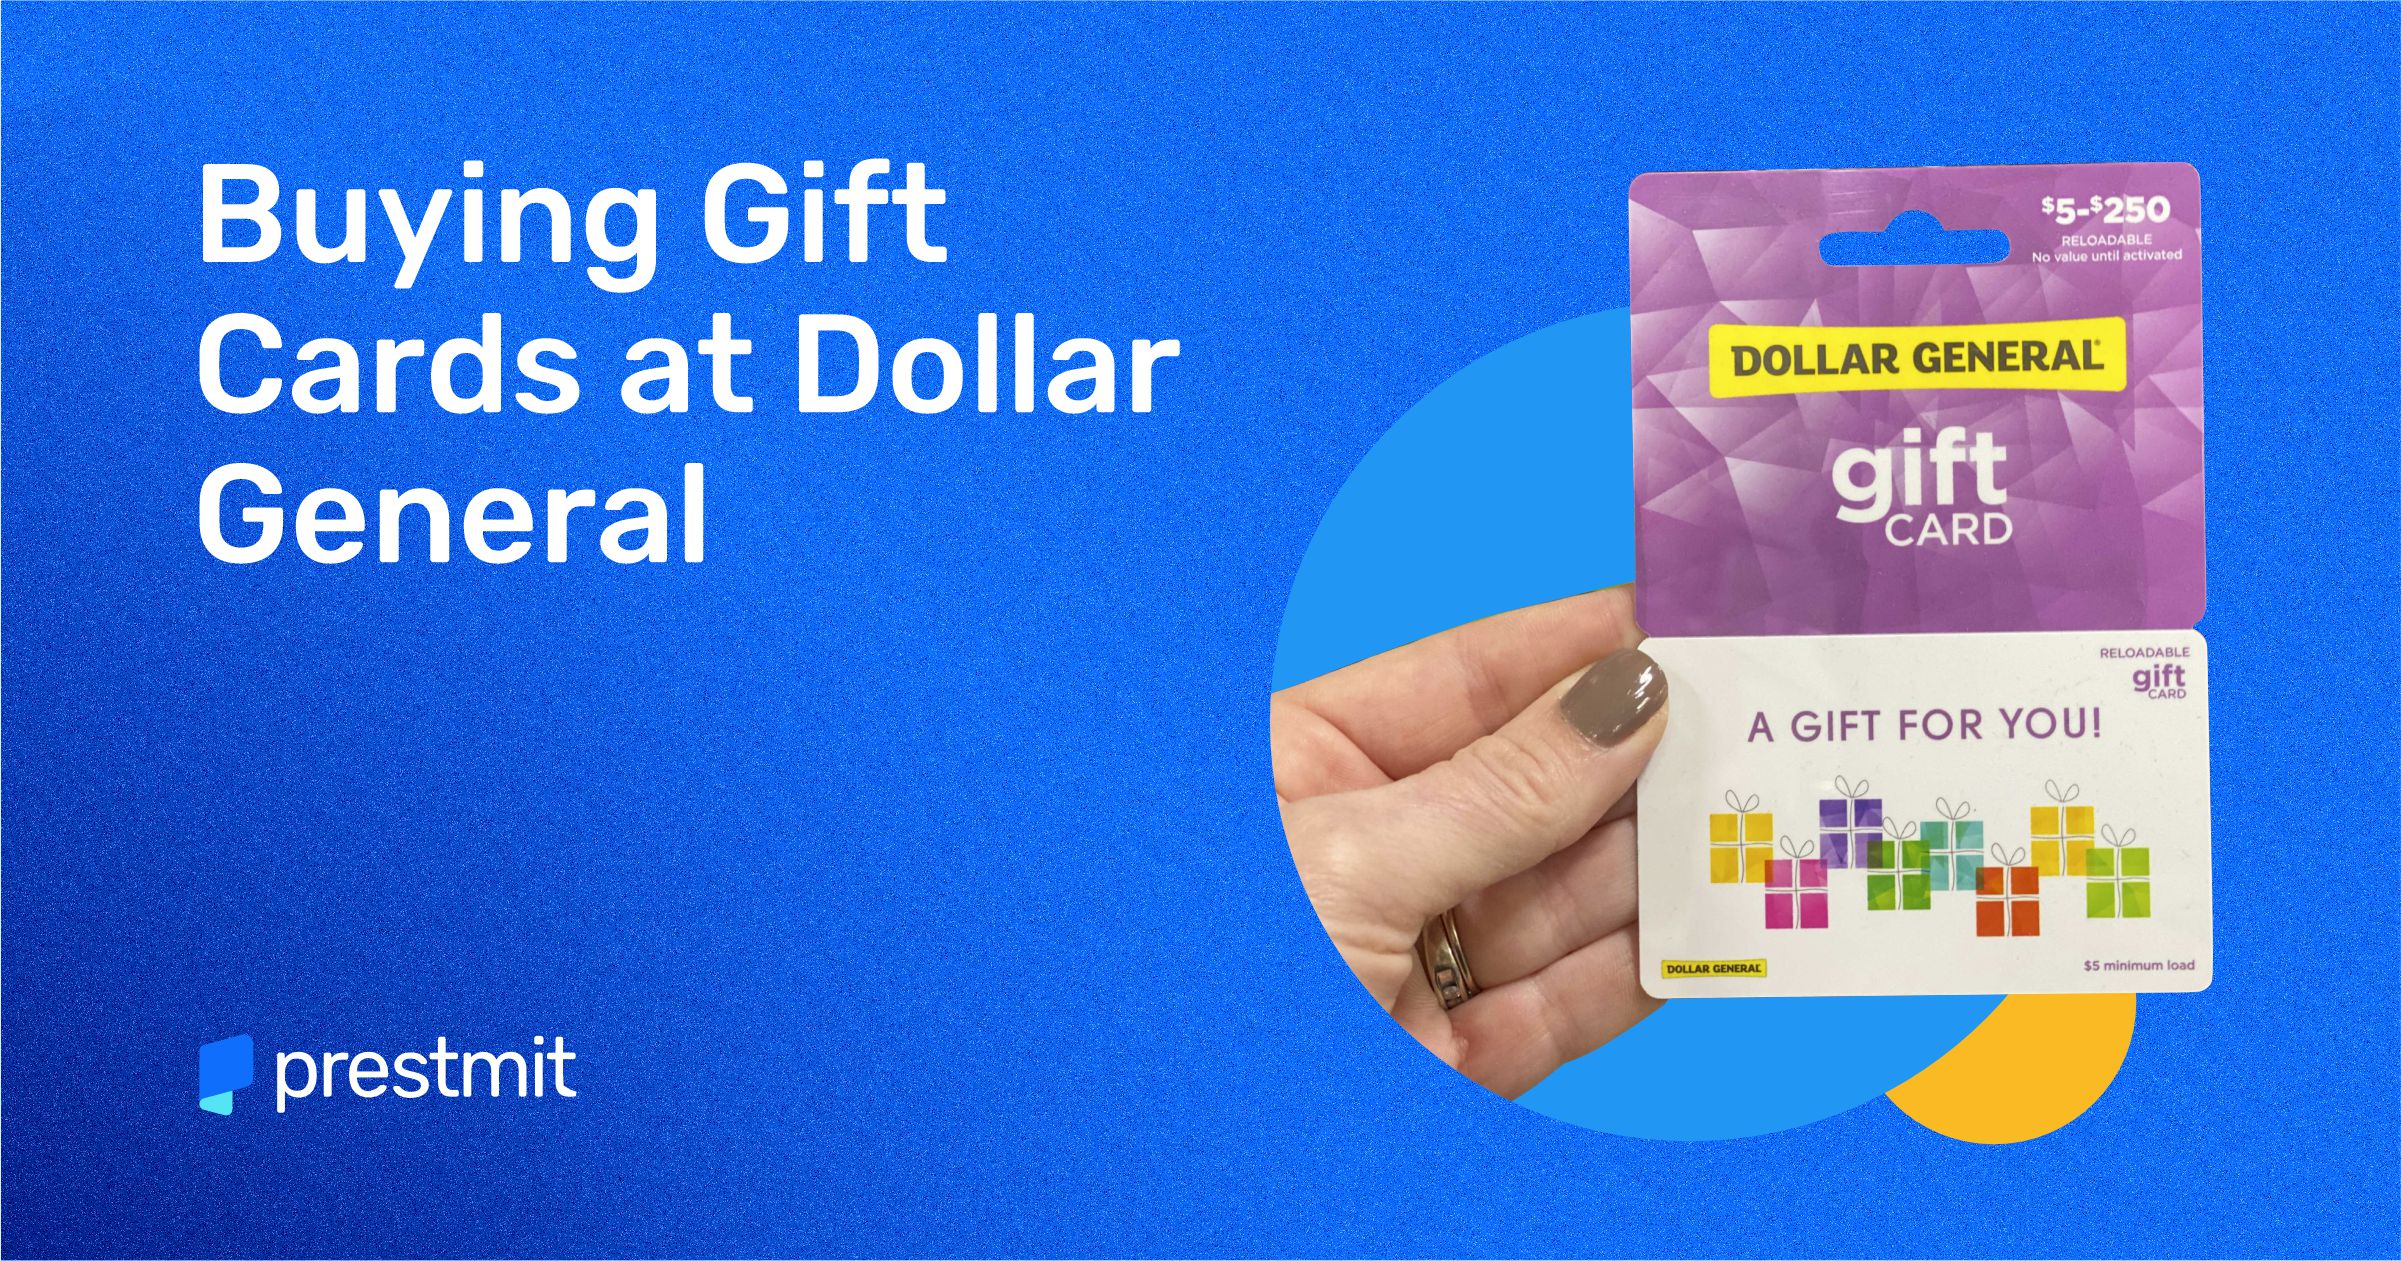 Buying Gift
Cards at Dollar
General
prestmit
$5-$250
RELOADABLE
No value until activated
DOLLAR GENERAL®
gift
CARD
RELOADABLE
gift
CARD
A GIFT FOR YOU!
DOLLAR GENERAL
$5 minimum load